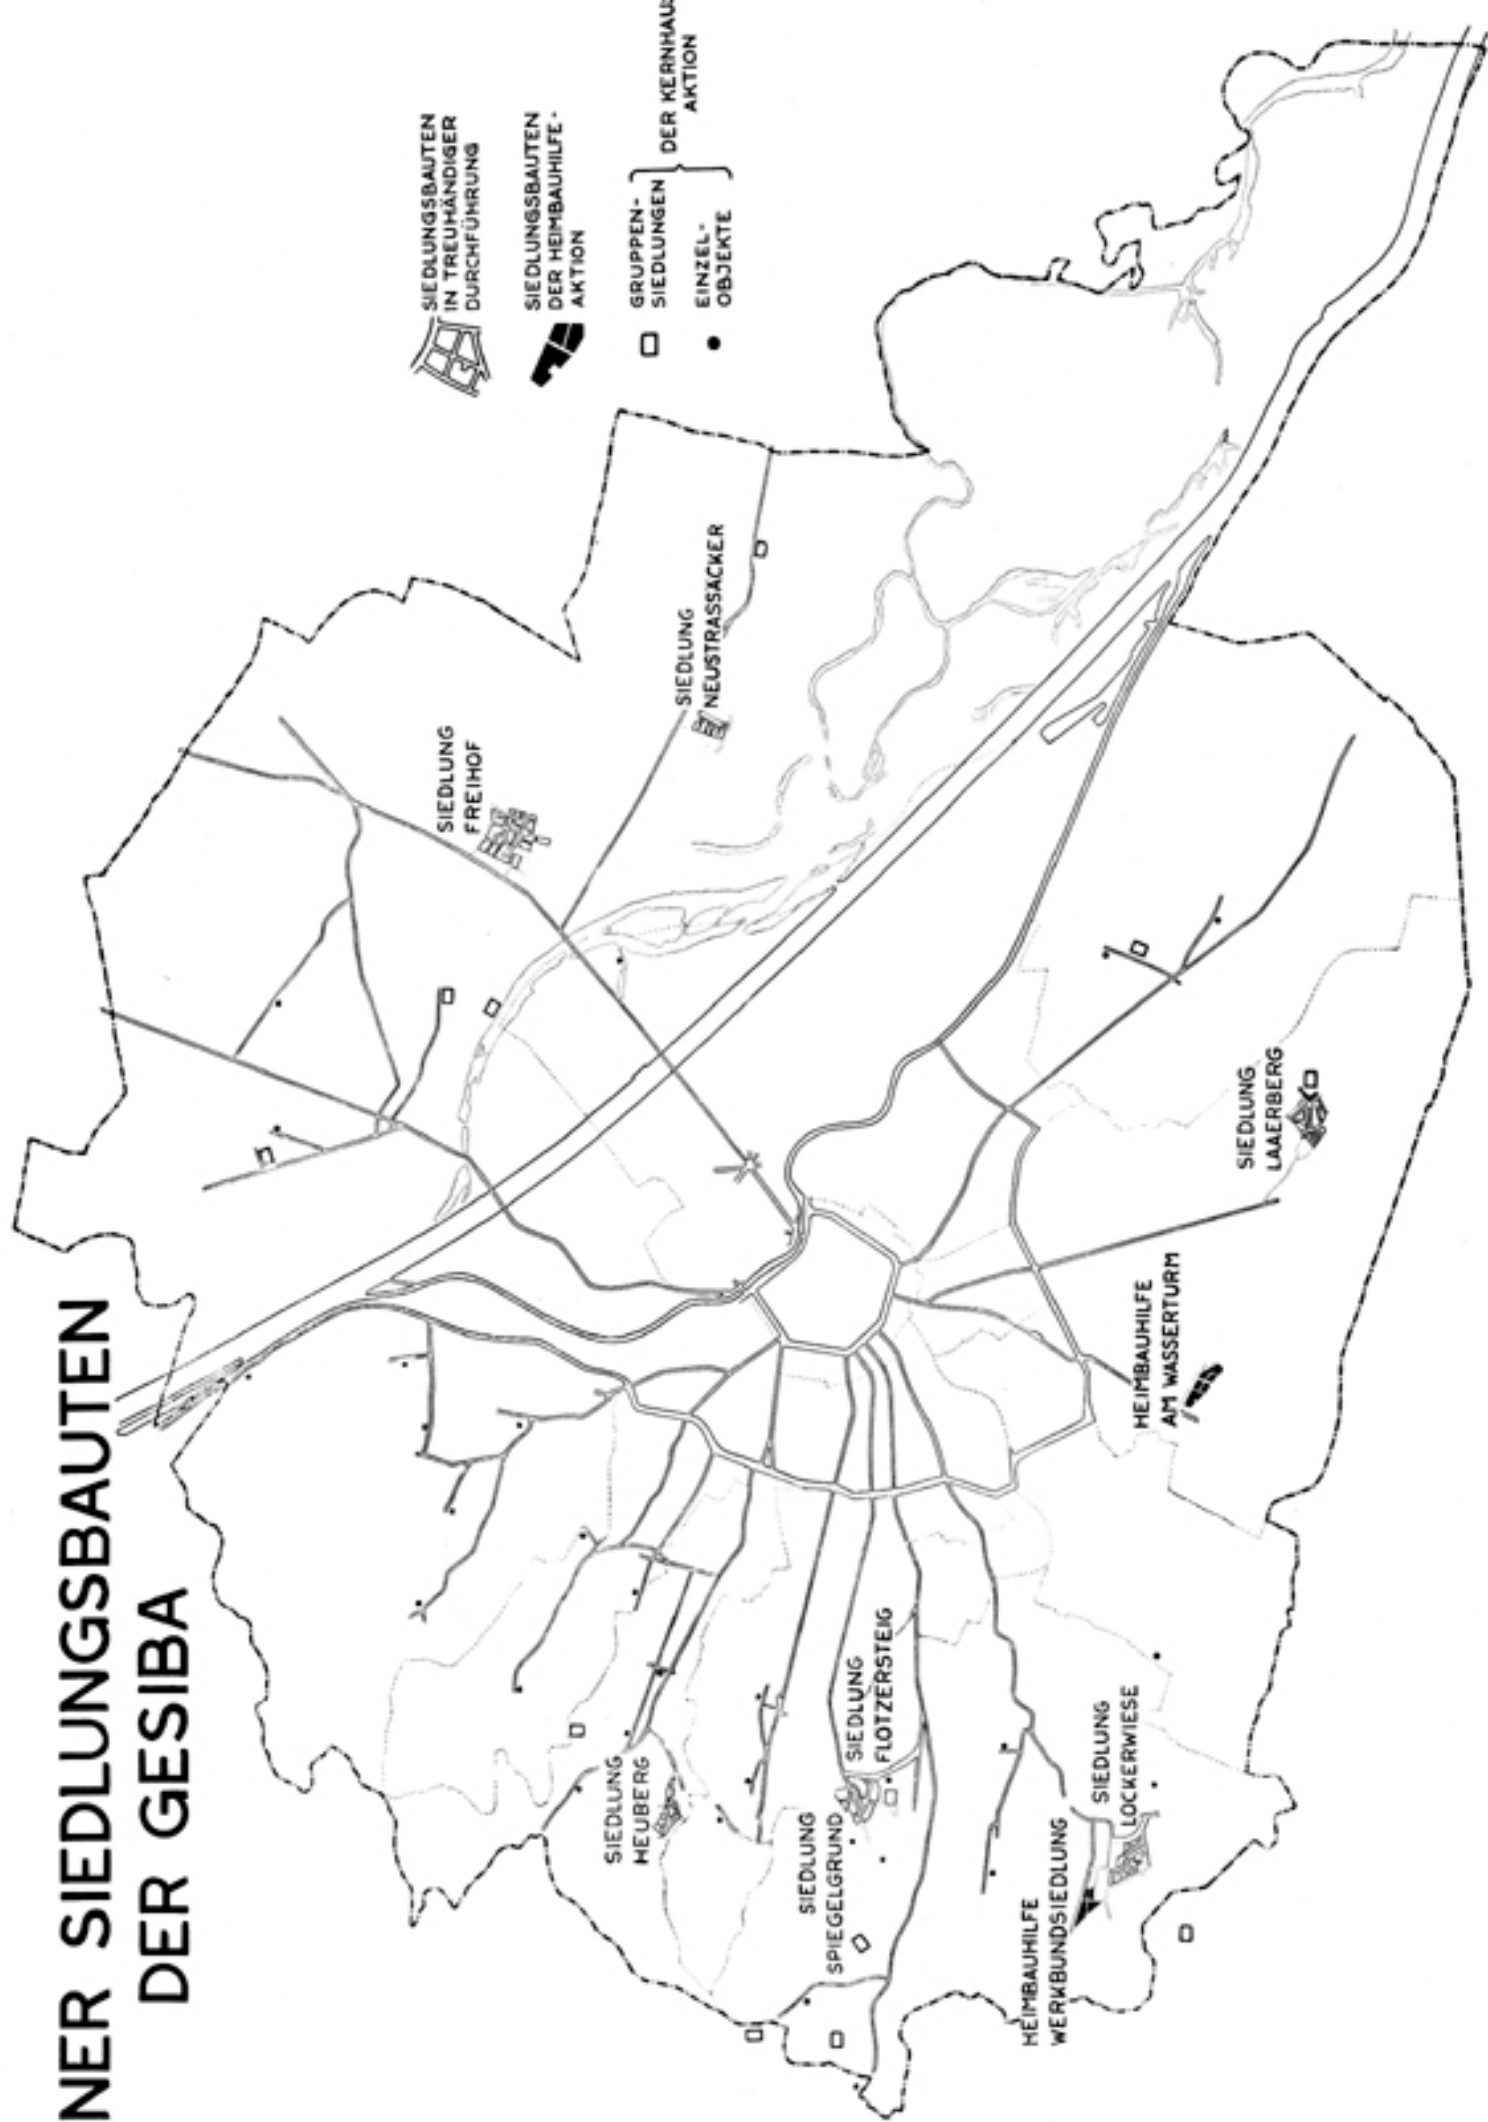 NER SIEDLUNGSBAUTEN
DER GESIBA
SIEDLUNGSBAUTEN
IN TREUHÄNDIGER
DURCHFÜHRUNG
SIEDLUNGSBAUTEN
DER HEIMBAUHILFE-
AKTION
GRUPPEN-
SIEDLUNGEN
EINZEL-
OBJEKTE
DER KERNHAUS
AKTION
SIEDLUNG
FREIHOF
SIEDLUNG
NEUSTRASSÄCKER
SIEDLUNG
HEUBERG
SIEDLUNG
SPIEGELGRUND
SIEDLUNG
FLOTZERSTEIG
HEIMBAUHILFE
WERKBUNDSIEDLUNG
SIEDLUNG
LOCKERWIESE
HEIMBAUHILFE
AM WASSERTURM
SIEDLUNG
LAAERBERG